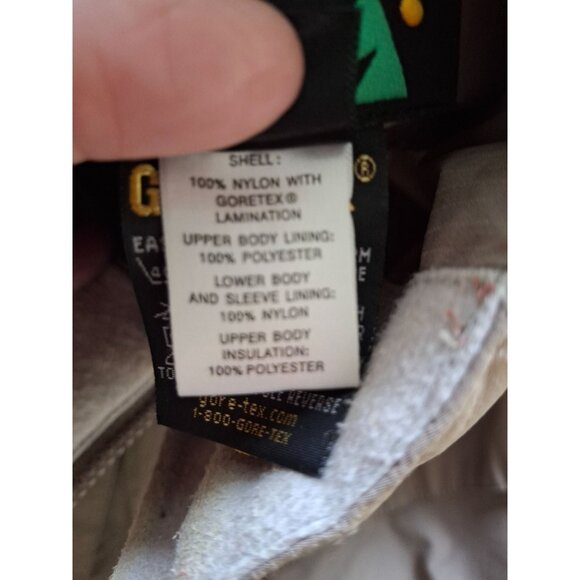 SHELL:
100% NYLON WITH
GORETEX®
LAMINATION
UPPER BODY LINING:
100% POLYESTER
LOWER BODY
AND SLEEVE LINING:
100% NYLON
UPPER BODY
INSULATION:
100% POLYESTER
G ®
REVERSE
gore-tex.com
1-800-GORE-TEX